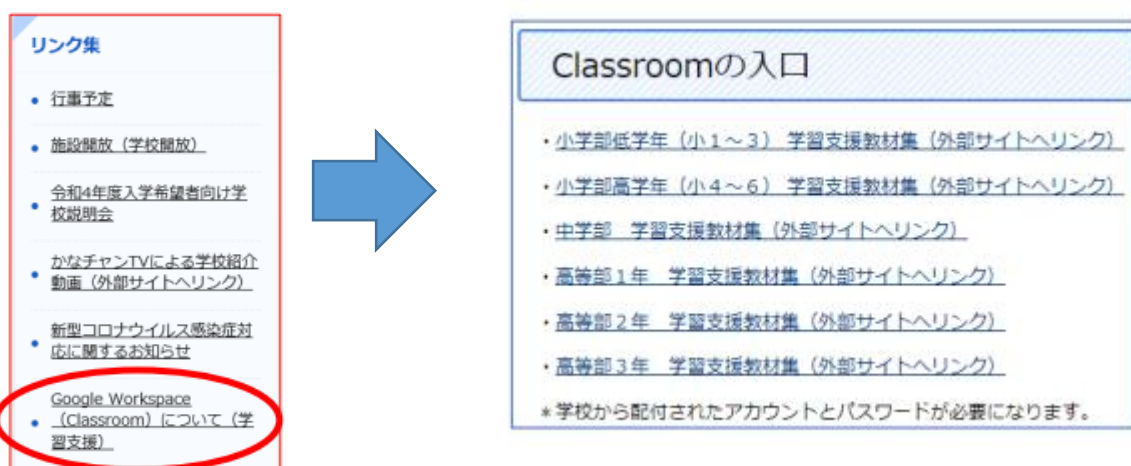 リンク集
行事予定
施設開放（学校開放）
令和4年度入学希望者向け学
校説明会
かなチャンTVによる学校紹介
動画（外部サイトへリンク）
新型コロナウイルス感染症対
応に関するお知らせ
Google Workspace
（Classroom）について（学
習支援）
Classroomの入口
・小学部低学年（小１～３） 学習支援教材集（外部サイトへリンク）
・小学部高学年（小４～６） 学習支援教材集（外部サイトへリンク）
・中学部　学習支援教材集（外部サイトへリンク）
・高等部１年　学習支援教材集（外部サイトへリンク）
・高等部２年　学習支援教材集（外部サイトへリンク）
・高等部３年　学習支援教材集（外部サイトへリンク）
＊学校から配付されたアカウントとパスワードが必要になります。